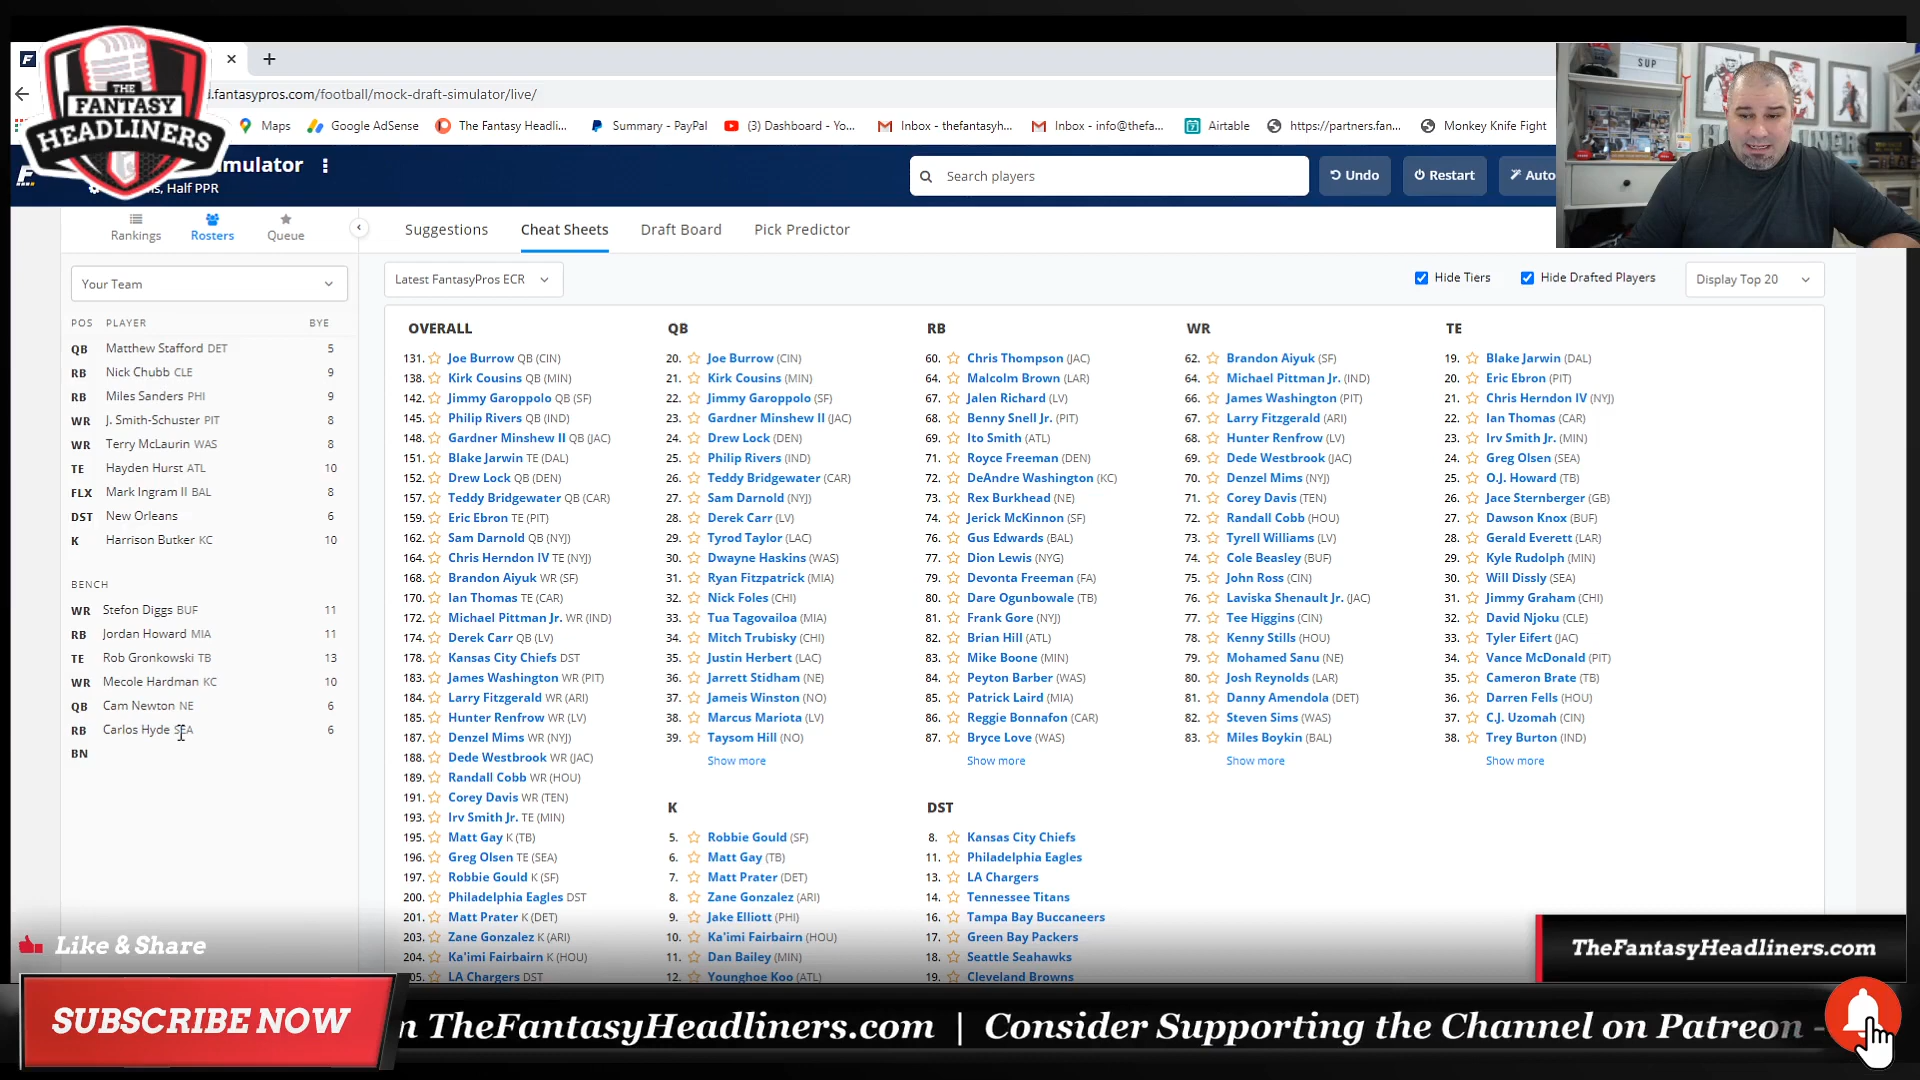 THE
FANTASY
HEADLINERS
SUP
.fantasypros.com/football/mock-draft-simulator/live/
Maps
Google AdSense
The Fantasy Headli...
Summary - PayPal
(3) Dashboard - Yo...
Inbox - thefantasyh...
Inbox - info@thefa...
Airtable
https://partners.fan...
Monkey Knife Fight
mulator
s, Half PPR
Search players
Undo
Restart
Auto
Rankings
Rosters
Queue
Suggestions
Cheat Sheets
Draft Board
Pick Predictor
Your Team
Latest FantasyPros ECR
Hide Tiers
Hide Drafted Players
Display Top 20
POS PLAYER BYE
QB Matthew Stafford DET 5
RB Nick Chubb CLE 9
RB Miles Sanders PHI 9
WR J. Smith-Schuster PIT 8
WR Terry McLaurin WAS 8
TE Hayden Hurst ATL 10
FLX Mark Ingram II BAL 8
DST New Orleans 6
K Harrison Butker KC 10
BENCH
WR Stefon Diggs BUF 11
RB Jordan Howard MIA 11
TE Rob Gronkowski TB 13
WR Mecole Hardman KC 10
QB Cam Newton NE 6
RB Carlos Hyde SEA 6
BN
OVERALL
131. Joe Burrow QB (CIN)
138. Kirk Cousins QB (MIN)
142. Jimmy Garoppolo QB (SF)
145. Philip Rivers QB (IND)
148. Gardner Minshew II QB (JAC)
151. Blake Jarwin TE (DAL)
152. Drew Lock QB (DEN)
157. Teddy Bridgewater QB (CAR)
159. Eric Ebron TE (PIT)
162. Sam Darnold QB (NYJ)
164. Chris Herndon IV TE (NYJ)
168. Brandon Aiyuk WR (SF)
170. Ian Thomas TE (CAR)
172. Michael Pittman Jr. WR (IND)
174. Derek Carr QB (LV)
178. Kansas City Chiefs DST
183. James Washington WR (PIT)
184. Larry Fitzgerald WR (ARI)
185. Hunter Renfrow WR (LV)
187. Denzel Mims WR (NYJ)
188. Dede Westbrook WR (JAC)
189. Randall Cobb WR (HOU)
191. Corey Davis WR (TEN)
193. Irv Smith Jr. TE (MIN)
195. Matt Gay K (TB)
196. Greg Olsen TE (SEA)
197. Robbie Gould K (SF)
200. Philadelphia Eagles DST
201. Matt Prater K (DET)
203. Zane Gonzalez K (ARI)
204. Ka'imi Fairbairn K (HOU)
05. LA Chargers DST
QB
20. Joe Burrow (CIN)
21. Kirk Cousins (MIN)
22. Jimmy Garoppolo (SF)
23. Gardner Minshew II (JAC)
24. Drew Lock (DEN)
25. Philip Rivers (IND)
26. Teddy Bridgewater (CAR)
27. Sam Darnold (NYJ)
28. Derek Carr (LV)
29. Tyrod Taylor (LAC)
30. Dwayne Haskins (WAS)
31. Ryan Fitzpatrick (MIA)
32. Nick Foles (CHI)
33. Tua Tagovailoa (MIA)
34. Mitch Trubisky (CHI)
35. Justin Herbert (LAC)
36. Jarrett Stidham (NE)
37. Jameis Winston (NO)
38. Marcus Mariota (LV)
39. Taysom Hill (NO)
Show more
RB
60. Chris Thompson (JAC)
64. Malcolm Brown (LAR)
67. Jalen Richard (LV)
68. Benny Snell Jr. (PIT)
69. Ito Smith (ATL)
71. Royce Freeman (DEN)
72. DeAndre Washington (KC)
73. Rex Burkhead (NE)
74. Jerick McKinnon (SF)
76. Gus Edwards (BAL)
77. Dion Lewis (NYG)
79. Devonta Freeman (FA)
80. Dare Ogunbowale (TB)
81. Frank Gore (NYJ)
82. Brian Hill (ATL)
83. Mike Boone (MIN)
84. Peyton Barber (WAS)
85. Patrick Laird (MIA)
86. Reggie Bonnafon (CAR)
87. Bryce Love (WAS)
Show more
WR
62. Brandon Aiyuk (SF)
64. Michael Pittman Jr. (IND)
66. James Washington (PIT)
67. Larry Fitzgerald (ARI)
68. Hunter Renfrow (LV)
69. Dede Westbrook (JAC)
70. Denzel Mims (NYJ)
71. Corey Davis (TEN)
72. Randall Cobb (HOU)
73. Tyrell Williams (LV)
74. Cole Beasley (BUF)
75. John Ross (CIN)
76. Laviska Shenault Jr. (JAC)
77. Tee Higgins (CIN)
78. Kenny Stills (HOU)
79. Mohamed Sanu (NE)
80. Josh Reynolds (LAR)
81. Danny Amendola (DET)
82. Steven Sims (WAS)
83. Miles Boykin (BAL)
Show more
TE
19. Blake Jarwin (DAL)
20. Eric Ebron (PIT)
21. Chris Herndon IV (NYJ)
22. Ian Thomas (CAR)
23. Irv Smith Jr. (MIN)
24. Greg Olsen (SEA)
25. O.J. Howard (TB)
26. Jace Sternberger (GB)
27. Dawson Knox (BUF)
28. Gerald Everett (LAR)
29. Kyle Rudolph (MIN)
30. Will Dissly (SEA)
31. Jimmy Graham (CHI)
32. David Njoku (CLE)
33. Tyler Eifert (JAC)
34. Vance McDonald (PIT)
35. Cameron Brate (TB)
36. Darren Fells (HOU)
37. C.J. Uzomah (CIN)
38. Trey Burton (IND)
Show more
K
5. Robbie Gould (SF)
6. Matt Gay (TB)
7. Matt Prater (DET)
8. Zane Gonzalez (ARI)
9. Jake Elliott (PHI)
10. Ka'imi Fairbairn (HOU)
11. Dan Bailey (MIN)
12. Younghoe Koo (ATL)
DST
8. Kansas City Chiefs
11. Philadelphia Eagles
13. LA Chargers
14. Tennessee Titans
16. Tampa Bay Buccaneers
17. Green Bay Packers
18. Seattle Seahawks
19. Cleveland Browns
Like & Share
TheFantasyHeadliners.com
SUBSCRIBE NOW
n TheFantasyHeadliners.com | Consider Supporting the Channel on Patreon -